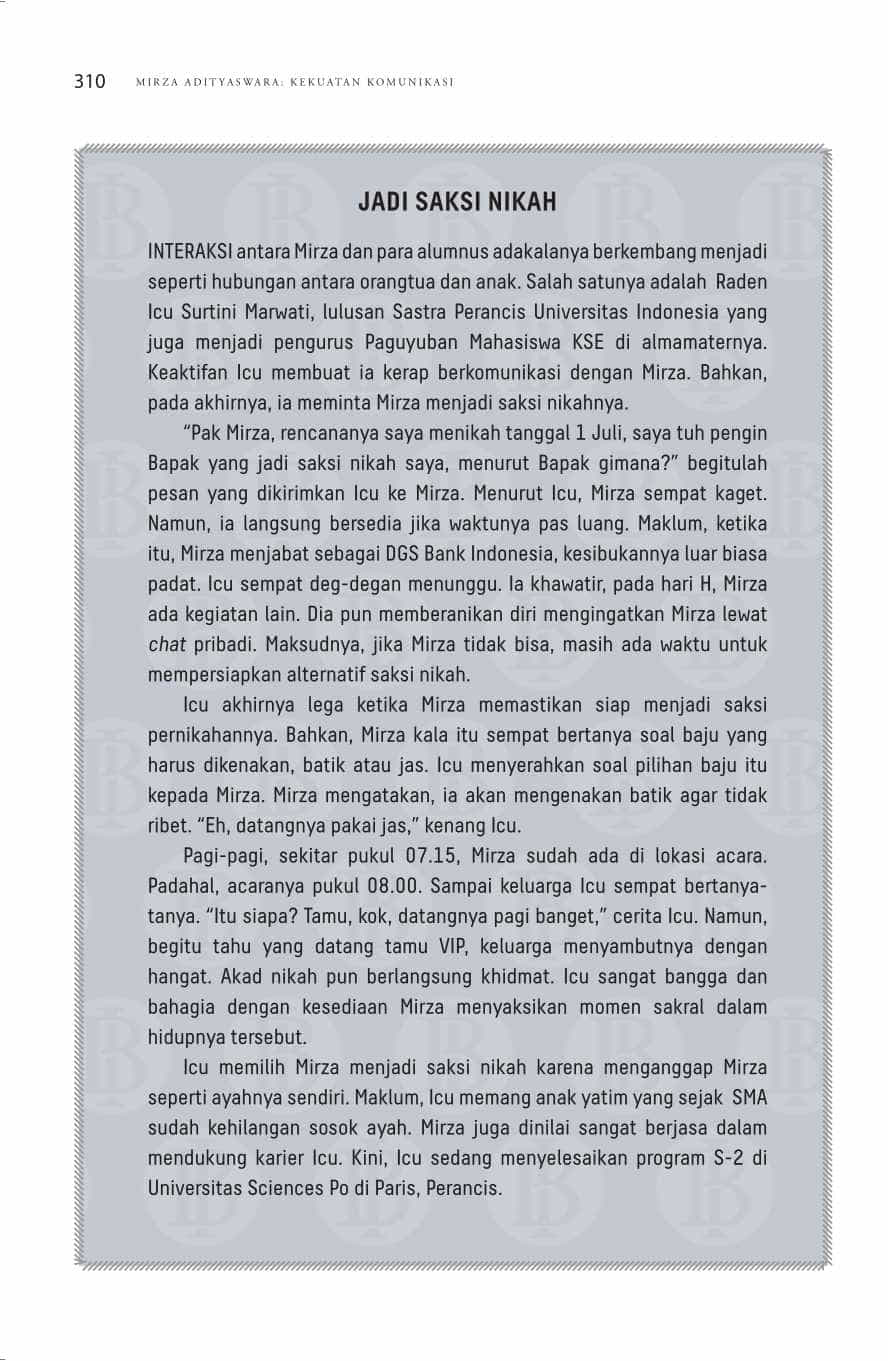 310 MIRZA ADITYASWARA: KEKUATAN KOMUNIKASI
JADI SAKSI NIKAH
INTERAKSI antara Mirza dan para alumnus adakalanya berkembang menjadi
seperti hubungan antara orangtua dan anak. Salah satunya adalah Raden
Icu Surtini Marwati, lulusan Sastra Perancis Universitas Indonesia yang
juga menjadi pengurus Paguyuban Mahasiswa KSE di almamaternya.
Keaktifan Icu membuat ia kerap berkomunikasi dengan Mirza. Bahkan,
pada akhirnya, ia meminta Mirza menjadi saksi nikahnya.
“Pak Mirza, rencananya saya menikah tanggal 1 Juli, saya tuh pengin
Bapak yang jadi saksi nikah saya, menurut Bapak gimana?” begitulah
pesan yang dikirimkan Icu ke Mirza. Menurut Icu, Mirza sempat kaget.
Namun, ia langsung bersedia jika waktunya pas luang. Maklum, ketika
itu, Mirza menjabat sebagai DGS Bank Indonesia, kesibukannya luar biasa
padat. Icu sempat deg-degan menunggu. Ia khawatir, pada hari H, Mirza
ada kegiatan lain. Dia pun memberanikan diri mengingatkan Mirza lewat
chat pribadi. Maksudnya, jika Mirza tidak bisa, masih ada waktu untuk
mempersiapkan alternatif saksi nikah.
Icu akhirnya lega ketika Mirza memastikan siap menjadi saksi
pernikahannya. Bahkan, Mirza kala itu sempat bertanya soal baju yang
harus dikenakan, batik atau jas. Icu menyerahkan soal pilihan baju itu
kepada Mirza. Mirza mengatakan, ia akan mengenakan batik agar tidak
ribet. “Eh, datangnya pakai jas,” kenang Icu.
Pagi-pagi, sekitar pukul 07.15, Mirza sudah ada di lokasi acara.
Padahal, acaranya pukul 08.00. Sampai keluarga Icu sempat bertanya-
tanya. “Itu siapa? Tamu, kok, datangnya pagi banget,” cerita Icu. Namun,
begitu tahu yang datang tamu VIP, keluarga menyambutnya dengan
hangat. Akad nikah pun berlangsung khidmat. Icu sangat bangga dan
bahagia dengan kesediaan Mirza menyaksikan momen sakral dalam
hidupnya tersebut.
Icu memilih Mirza menjadi saksi nikah karena menganggap Mirza
seperti ayahnya sendiri. Maklum, Icu memang anak yatim yang sejak SMA
sudah kehilangan sosok ayah. Mirza juga dinilai sangat berjasa dalam
mendukung karier Icu. Kini, Icu sedang menyelesaikan program S-2 di
Universitas Sciences Po di Paris, Perancis.